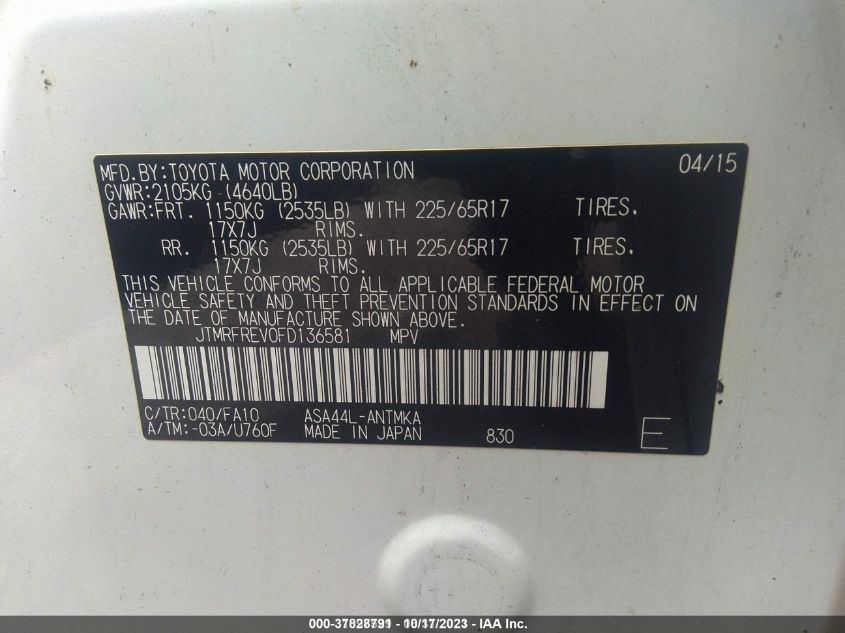 MFD.BY:TOYOTA MOTOR CORPORATION 04/15
GVWR:2105KG (4640LB)
GAWR:FRT. 1150KG (2535LB) WITH 225/65R17 TIRES,
17X7J RIMS.
RR. 1150KG (2535LB) WITH 225/65R17 TIRES,
17X7J RIMS.
THIS VEHICLE CONFORMS TO ALL APPLICABLE FEDERAL MOTOR
VEHICLE SAFETY AND THEFT PREVENTION STANDARDS IN EFFECT ON
THE DATE OF MANUFACTURE SHOWN ABOVE.
JTMRFREV0FD136581 MPV
C/TR:040/FA10 ASA44L-ANTMKA
A/TM:-03A/U760F MADE IN JAPAN 830 E
000-37828791 - 10/17/2023 - IAA Inc.